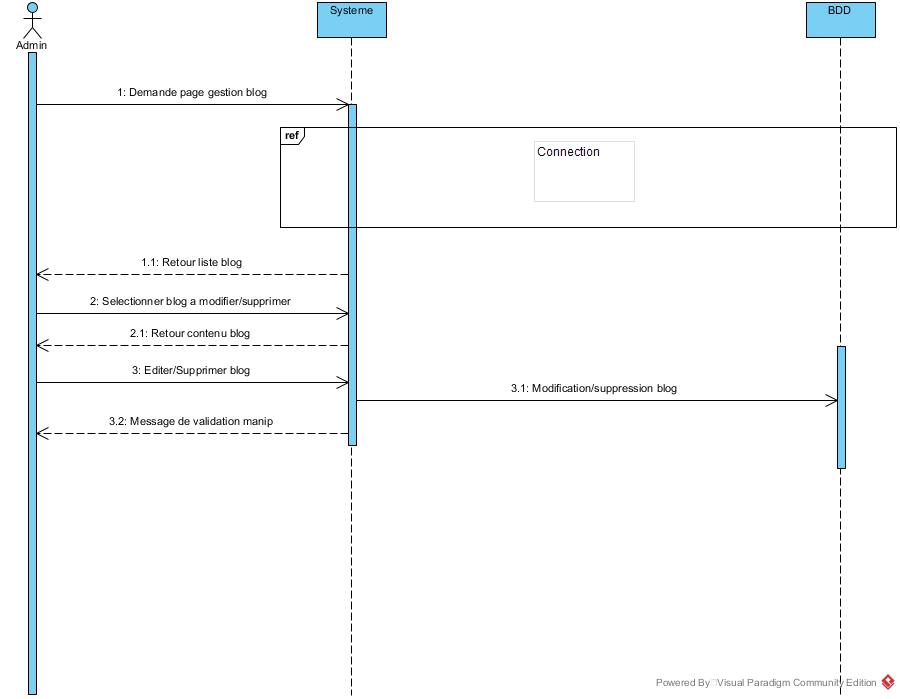 Systeme
BDD
Admin
1: Demande page gestion blog
ref
Connection
1.1: Retour liste blog
2: Selectionner blog a modifier/supprimer
2.1: Retour contenu blog
3: Editer/Supprimer blog
3.1: Modification/suppression blog
3.2: Message de validation manip
Powered By Visual Paradigm Community Edition